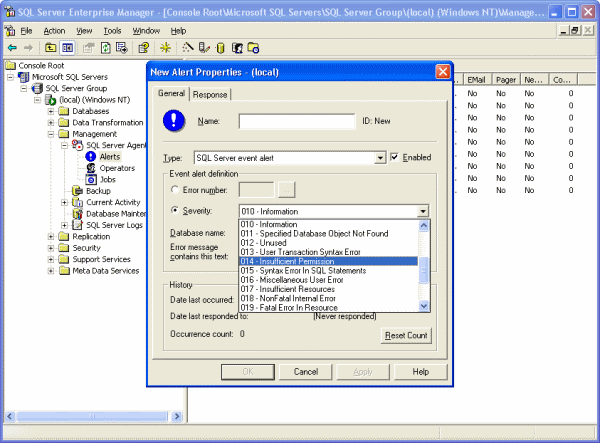 SQL Server Enterprise Manager - [Console Root\Microsoft SQL Servers\SQL Server Group\(local) (Windows NT)\Manage...
File Action View Tools Window Help
Console Root
Microsoft SQL Servers
SQL Server Group
(local) (Windows NT)
Databases
Data Transformation
Management
SQL Server Agent
Alerts
Operators
Jobs
Backup
Current Activity
Database Mainten
SQL Server Logs
Replication
Security
Support Services
Meta Data Services
EMail Pager Ne... Co...
No No No 0
No No No 0
No No No 0
No No No 0
No No No 0
No No No 0
No No No 0
No No No 0
No No No 0
New Alert Properties - (local)
General Response
Name: ID: New
Type: SQL Server event alert Enabled
Event alert definition
Error number: ...
Severity: 010 - Information
Database name:
Error message
contains this text:
010 - Information
011 - Specified Database Object Not Found
012 - Unused
013 - User Transaction Syntax Error
014 - Insufficient Permission
015 - Syntax Error In SQL Statements
016 - Miscellaneous User Error
017 - Insufficient Resources
018 - NonFatal Internal Error
019 - Fatal Error In Resource
History
Date last occurred:
Date last responded to: (Never responded)
Occurrence count: 0
Reset Count
OK Cancel Apply Help